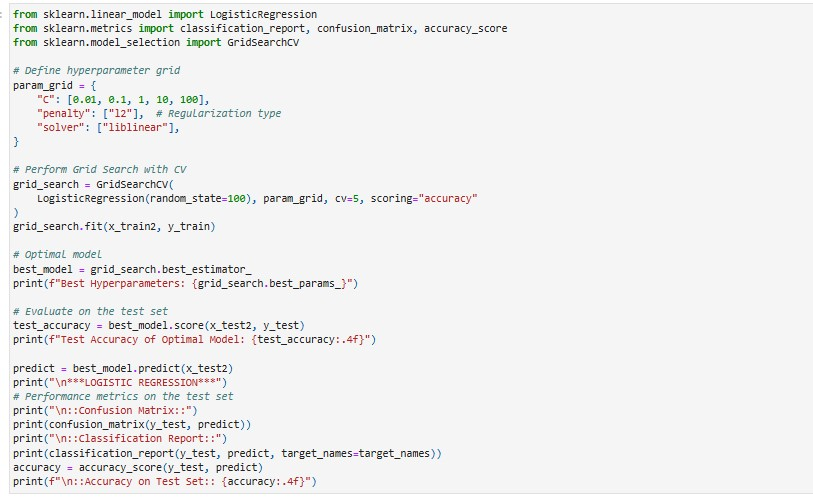 from sklearn.linear_model import LogisticRegression
from sklearn.metrics import classification_report, confusion_matrix, accuracy_score
from sklearn.model_selection import GridSearchCV

# Define hyperparameter grid
param_grid = {
    "C": [0.01, 0.1, 1, 10, 100],
    "penalty": ["l2"],  # Regularization type
    "solver": ["liblinear"],
}

# Perform Grid Search with CV
grid_search = GridSearchCV(
    LogisticRegression(random_state=100), param_grid, cv=5, scoring="accuracy"
)
grid_search.fit(x_train2, y_train)

# Optimal model
best_model = grid_search.best_estimator_
print(f"Best Hyperparameters: {grid_search.best_params_}")

# Evaluate on the test set
test_accuracy = best_model.score(x_test2, y_test)
print(f"Test Accuracy of Optimal Model: {test_accuracy:.4f}")

predict = best_model.predict(x_test2)
print("\n***LOGISTIC REGRESSION***")
# Performance metrics on the test set
print("\n::Confusion Matrix::")
print(confusion_matrix(y_test, predict))
print("\n::Classification Report::")
print(classification_report(y_test, predict, target_names=target_names))
accuracy = accuracy_score(y_test, predict)
print(f"\n::Accuracy on Test Set:: {accuracy:.4f}")